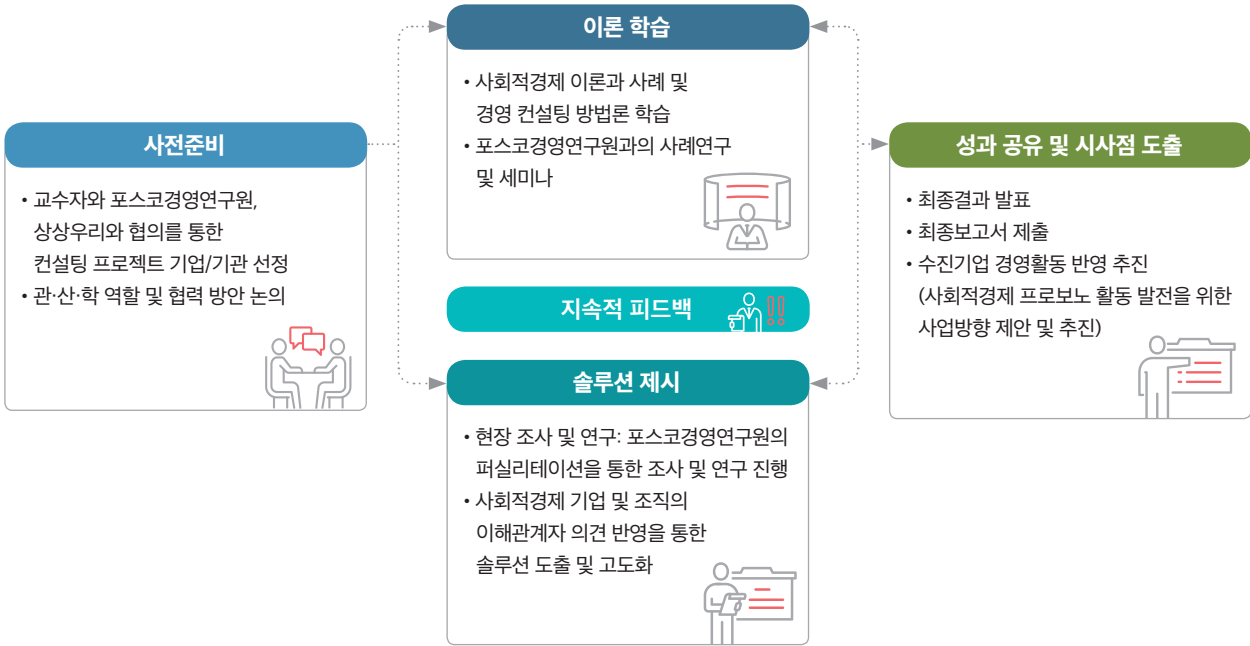 사전준비
• 교수자와 포스코경영연구원,
상상우리와 협의를 통한
컨설팅 프로젝트 기업/기관 선정
• 관·산·학 역할 및 협력 방안 논의
이론 학습
• 사회적경제 이론과 사례 및
경영 컨설팅 방법론 학습
• 포스코경영연구원과의 사례연구
및 세미나
지속적 피드백
솔루션 제시
• 현장 조사 및 연구: 포스코경영연구원의
퍼실리테이션을 통한 조사 및 연구 진행
• 사회적경제 기업 및 조직의
이해관계자 의견 반영을 통한
솔루션 도출 및 고도화
성과 공유 및 시사점 도출
• 최종결과 발표
• 최종보고서 제출
• 수진기업 경영활동 반영 추진
(사회적경제 프로보노 활동 발전을 위한
사업방향 제안 및 추진)